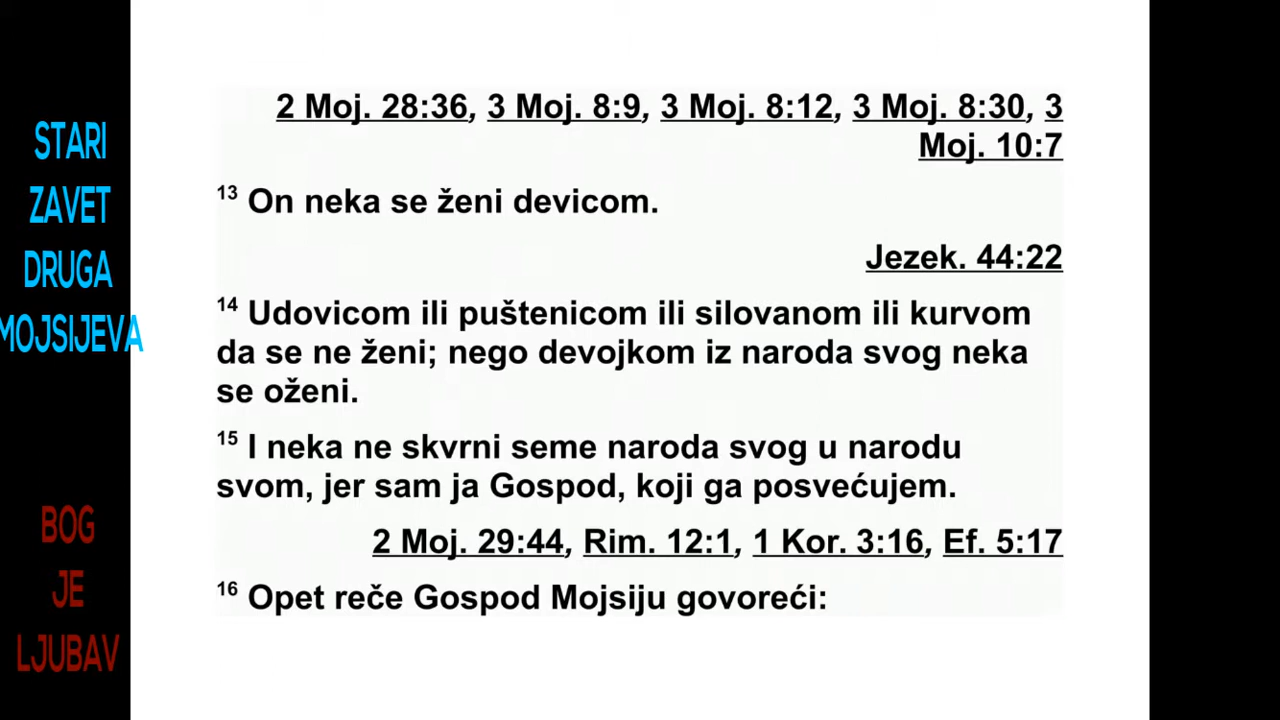 STARI
ZAVET
DRUGA
MOJSIJEVA
BOG
JE
LJUBAV
2 Moj. 28:36, 3 Moj. 8:9, 3 Moj. 8:12, 3 Moj. 8:30, 3
Moj. 10:7
13 On neka se ženi devicom.
Jezek. 44:22
14 Udovicom ili puštenicom ili silovanom ili kurvom
da se ne ženi; nego devojkom iz naroda svog neka
se oženi.
15 I neka ne skvrni seme naroda svog u narodu
svom, jer sam ja Gospod, koji ga posvećujem.
2 Moj. 29:44, Rim. 12:1, 1 Kor. 3:16, Ef. 5:17
16 Opet reče Gospod Mojsiju govoreći: